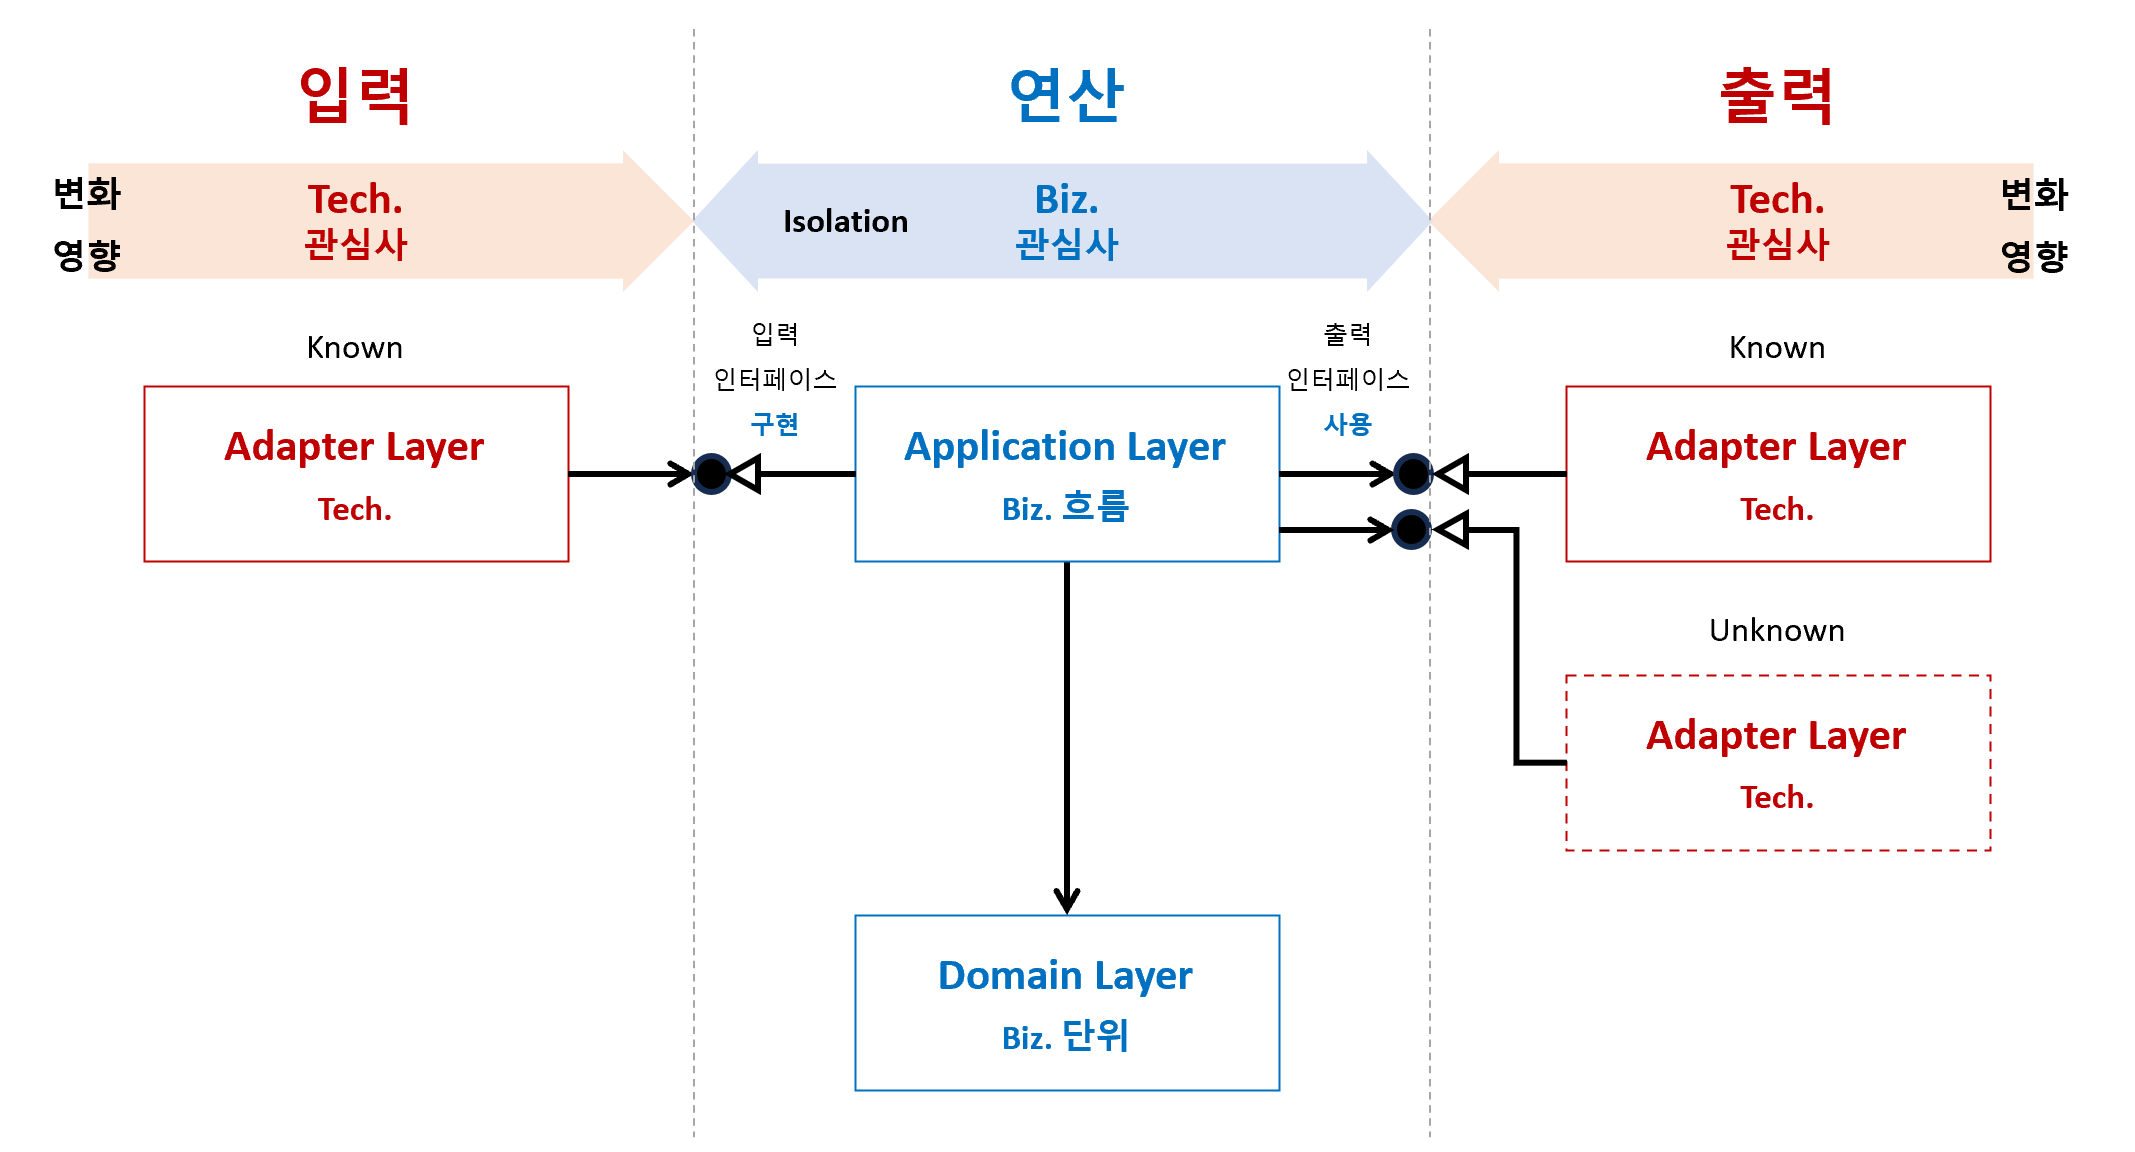 입력
연산
출력
변화
영향
Tech.
관심사
Isolation
Biz.
관심사
Tech.
관심사
변화
영향
Known
입력
인터페이스
구현
출력
인터페이스
사용
Known
Adapter Layer
Tech.
Application Layer
Biz. 흐름
Adapter Layer
Tech.
Unknown
Adapter Layer
Tech.
Domain Layer
Biz. 단위